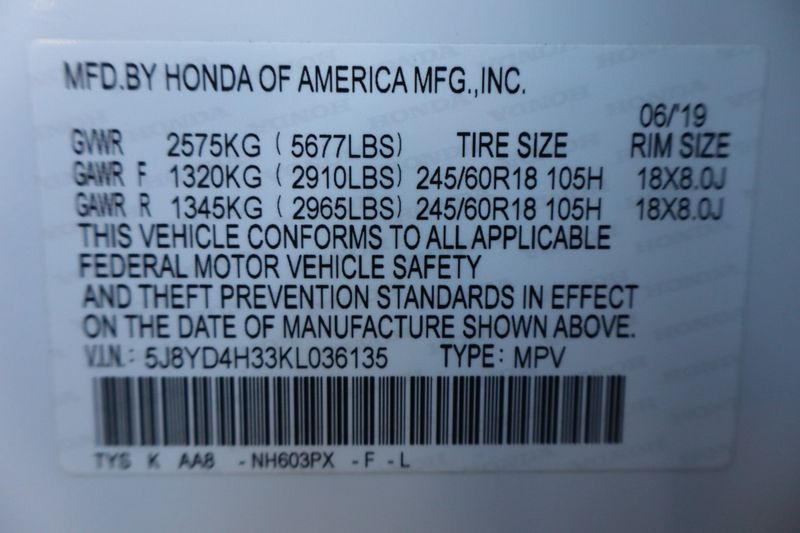 MFD.BY HONDA OF AMERICA MFG.,INC.
06/'19
GVWR 2575KG ( 5677LBS) TIRE SIZE RIM SIZE
GAWR F 1320KG ( 2910LBS) 245/60R18 105H 18X8.0J
GAWR R 1345KG ( 2965LBS) 245/60R18 105H 18X8.0J
THIS VEHICLE CONFORMS TO ALL APPLICABLE
FEDERAL MOTOR VEHICLE SAFETY
AND THEFT PREVENTION STANDARDS IN EFFECT
ON THE DATE OF MANUFACTURE SHOWN ABOVE.
V.I.N.: 5J8YD4H33KL036135 TYPE: MPV
TYS K AA8 -NH603PX -F -L